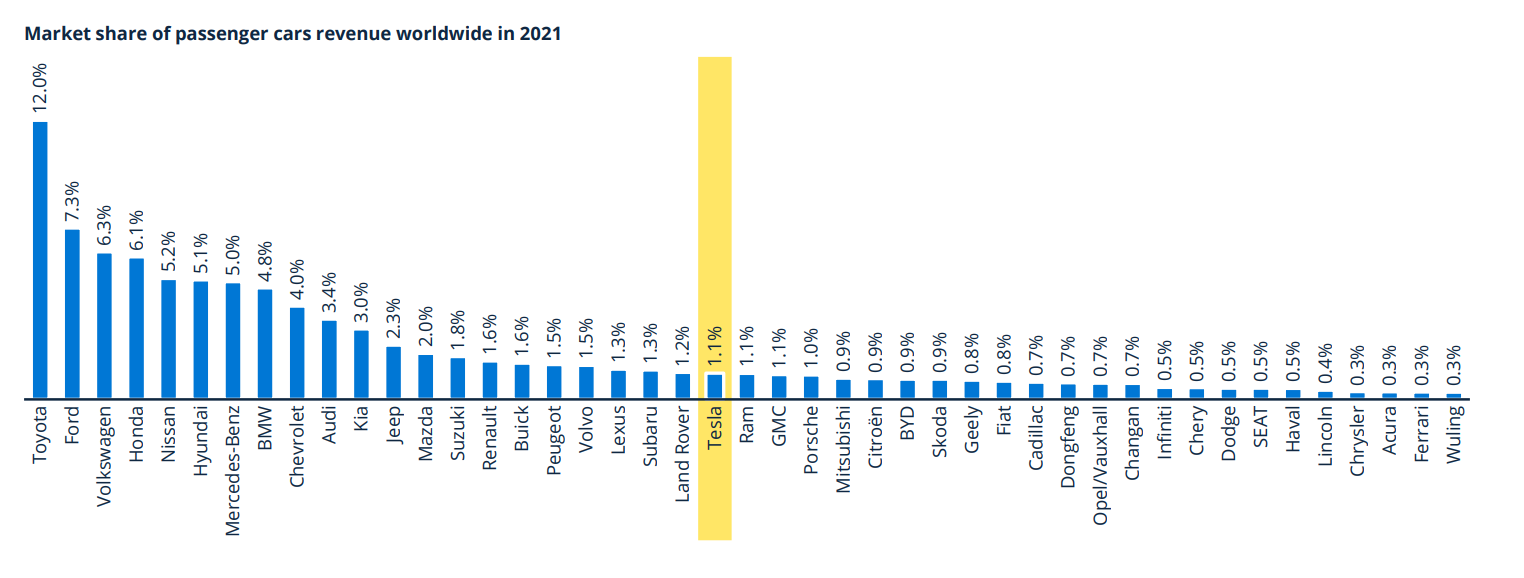 Market share of passenger cars revenue worldwide in 2021
12.0%
7.3%
6.3%
6.1%
5.2%
5.1%
5.0%
4.8%
4.0%
3.4%
3.0%
2.3%
2.0%
1.8%
1.6%
1.6%
1.5%
1.5%
1.3%
1.3%
1.2%
1.1%
1.1%
1.1%
1.0%
0.9%
0.9%
0.9%
0.9%
0.8%
0.8%
0.7%
0.7%
0.7%
0.7%
0.5%
0.5%
0.5%
0.5%
0.5%
0.4%
0.3%
0.3%
0.3%
0.3%
Toyota
Ford
Volkswagen
Honda
Nissan
Hyundai
Mercedes-Benz
BMW
Chevrolet
Audi
Kia
Jeep
Mazda
Suzuki
Renault
Buick
Peugeot
Volvo
Lexus
Subaru
Land Rover
Tesla
Ram
GMC
Porsche
Mitsubishi
Citroën
BYD
Skoda
Geely
Fiat
Cadillac
Dongfeng
Opel/Vauxhall
Changan
Infiniti
Chery
Dodge
SEAT
Haval
Lincoln
Chrysler
Acura
Ferrari
Wuling